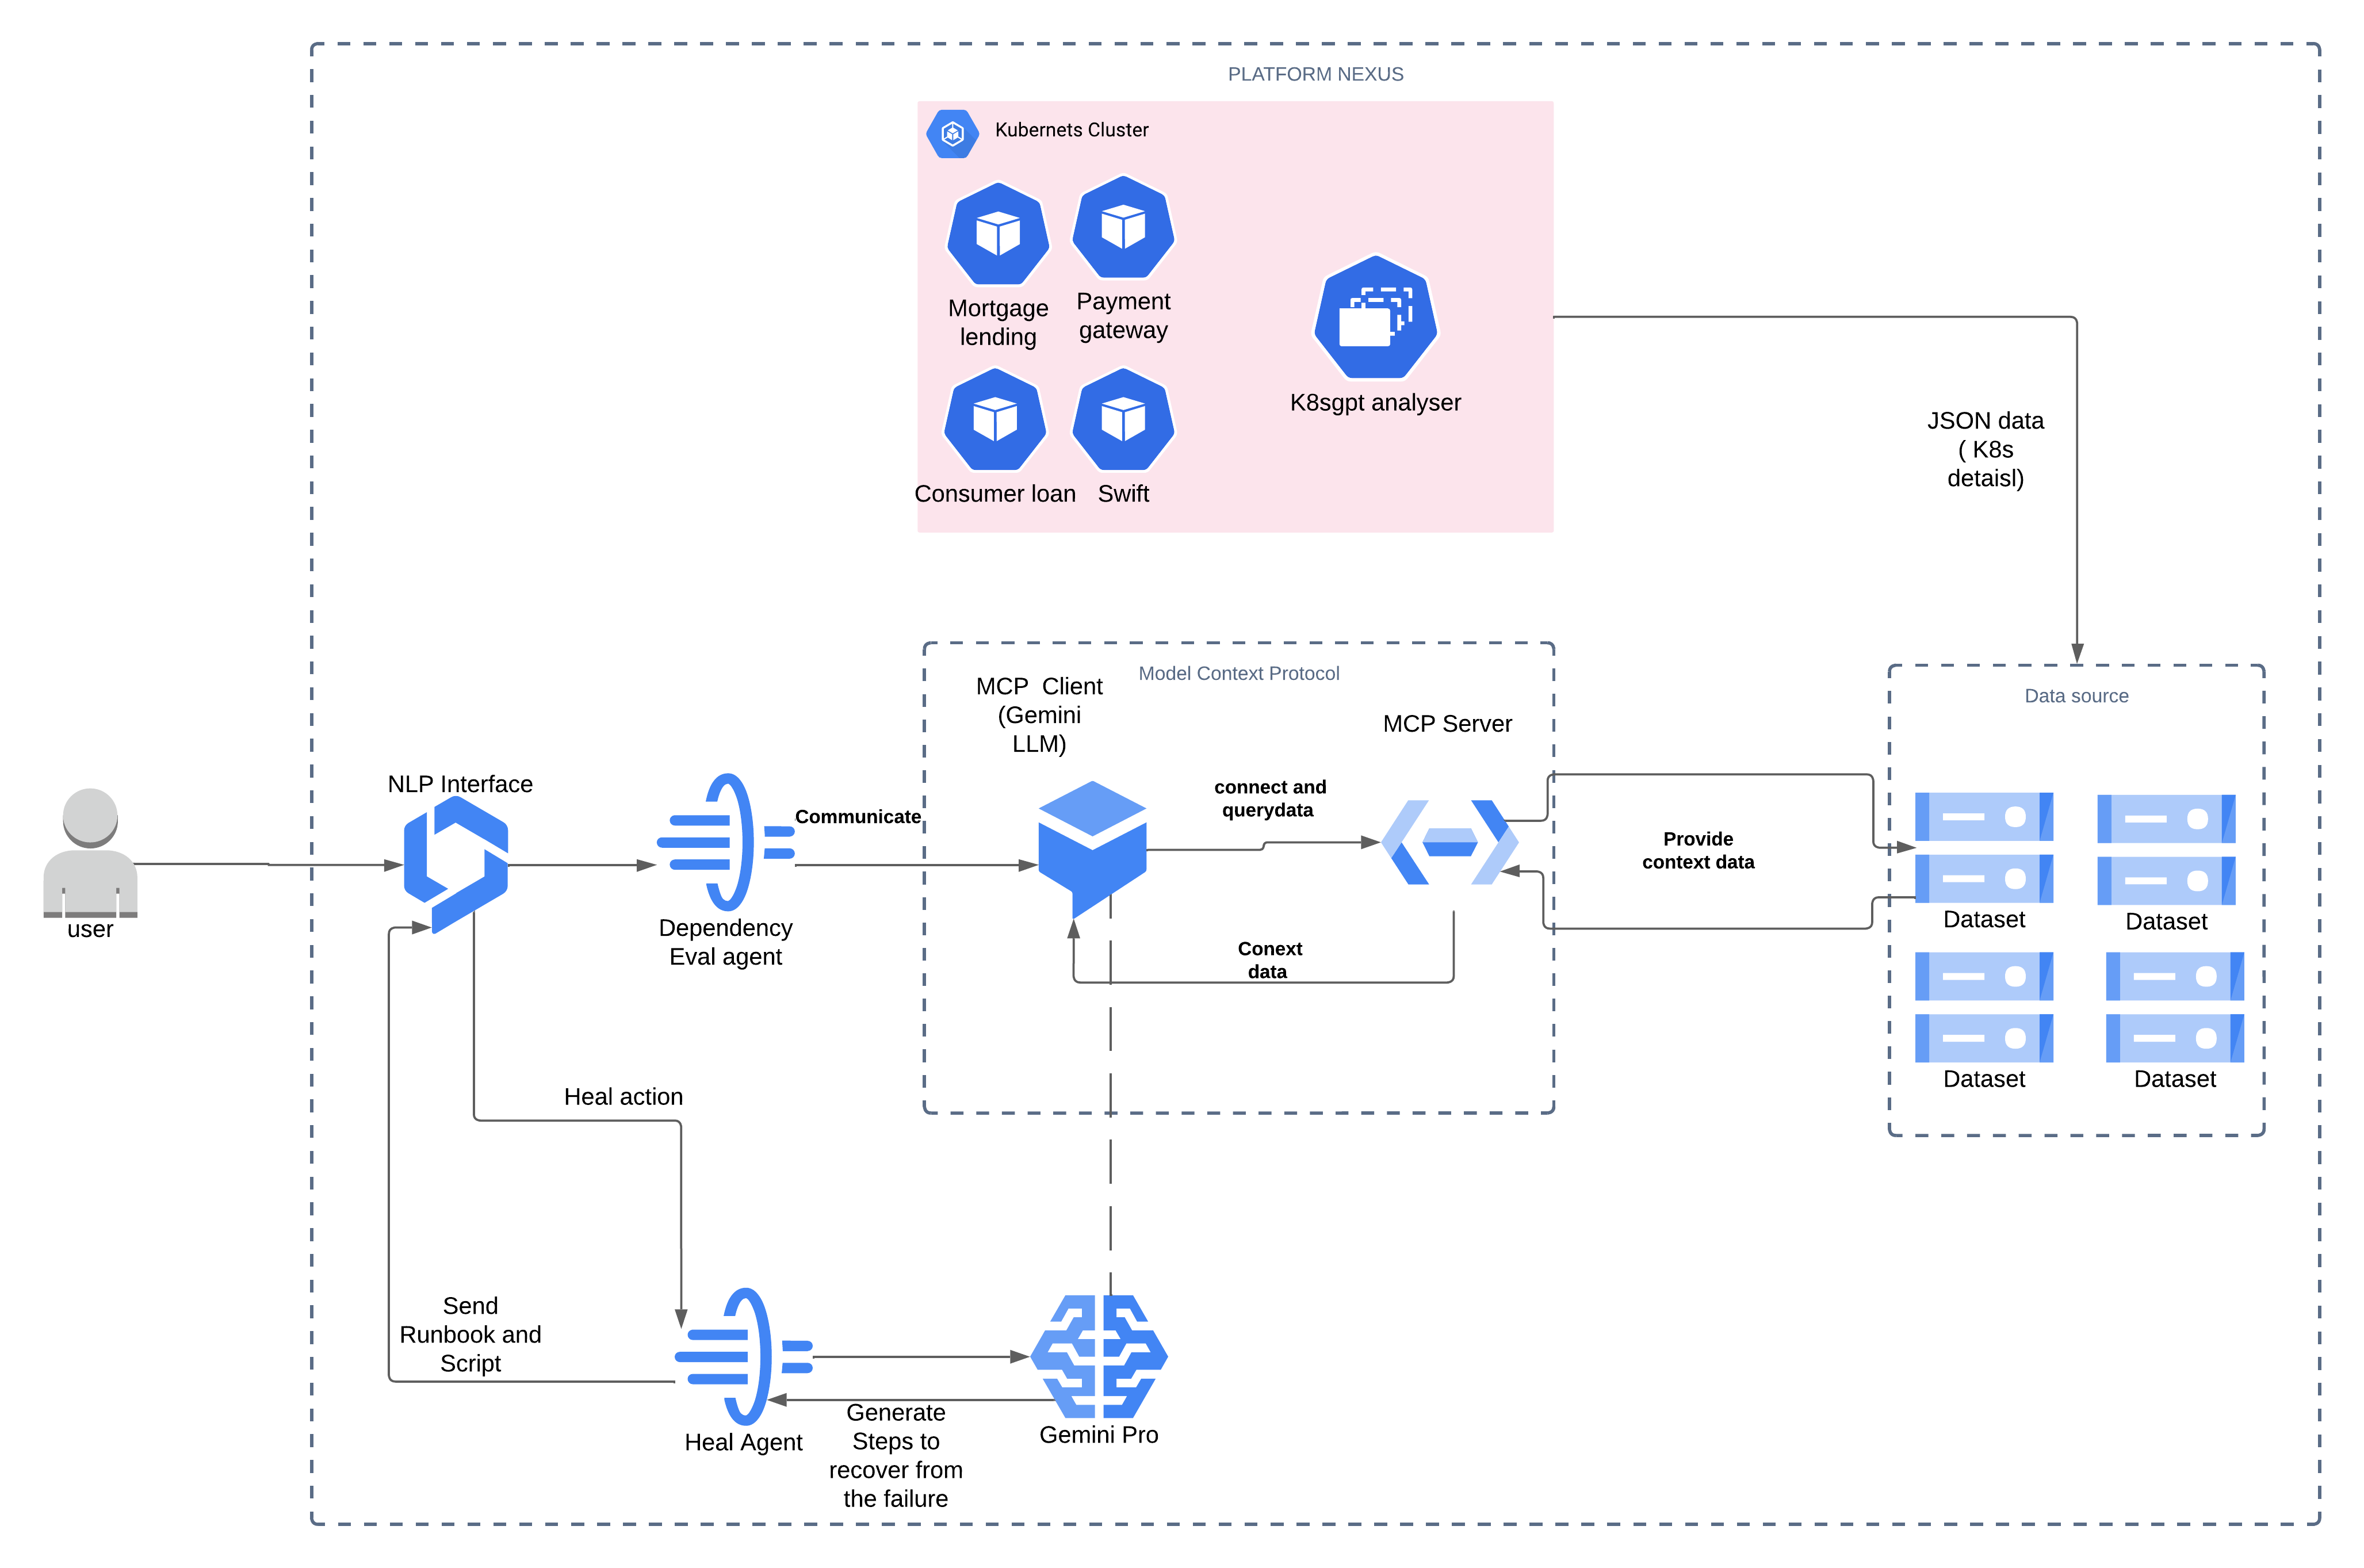 PLATFORM NEXUS
Kubernets Cluster
Mortgage
lending
Payment
gateway
K8sgpt analyser
Consumer loan
Swift
JSON data
( K8s
detaisl)
Model Context Protocol
MCP  Client
(Gemini
LLM)
MCP Server
Data source
NLP Interface
Communicate
connect and
querydata
Provide
context data
user
Dependency
Eval agent
Conext
data
Dataset
Dataset
Dataset
Dataset
Heal action
Send
Runbook and
Script
Heal Agent
Generate
Steps to
recover from
the failure
Gemini Pro